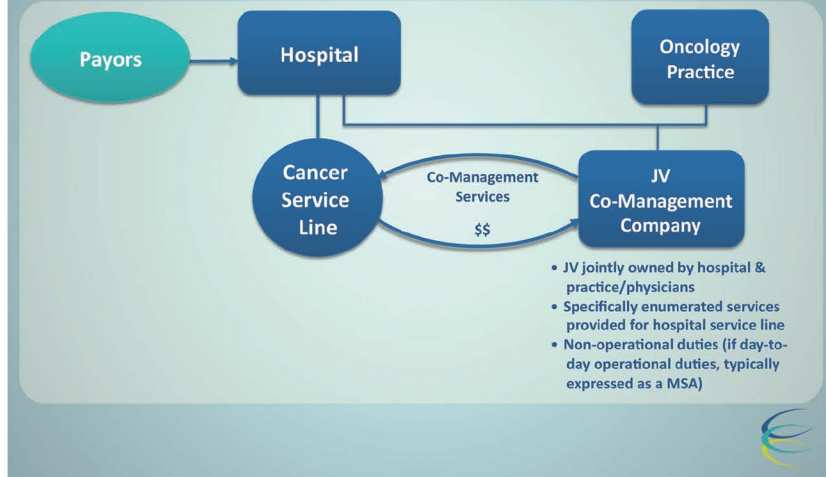 Payors
Hospital
Oncology
Practice
Cancer
Service
Line
Co-Management
Services
$$
JV
Co-Management
Company
• JV jointly owned by hospital &
practice/physicians
• Specifically enumerated services
provided for hospital service line
• Non-operational duties (if day-to-
day operational duties, typically
expressed as a MSA)